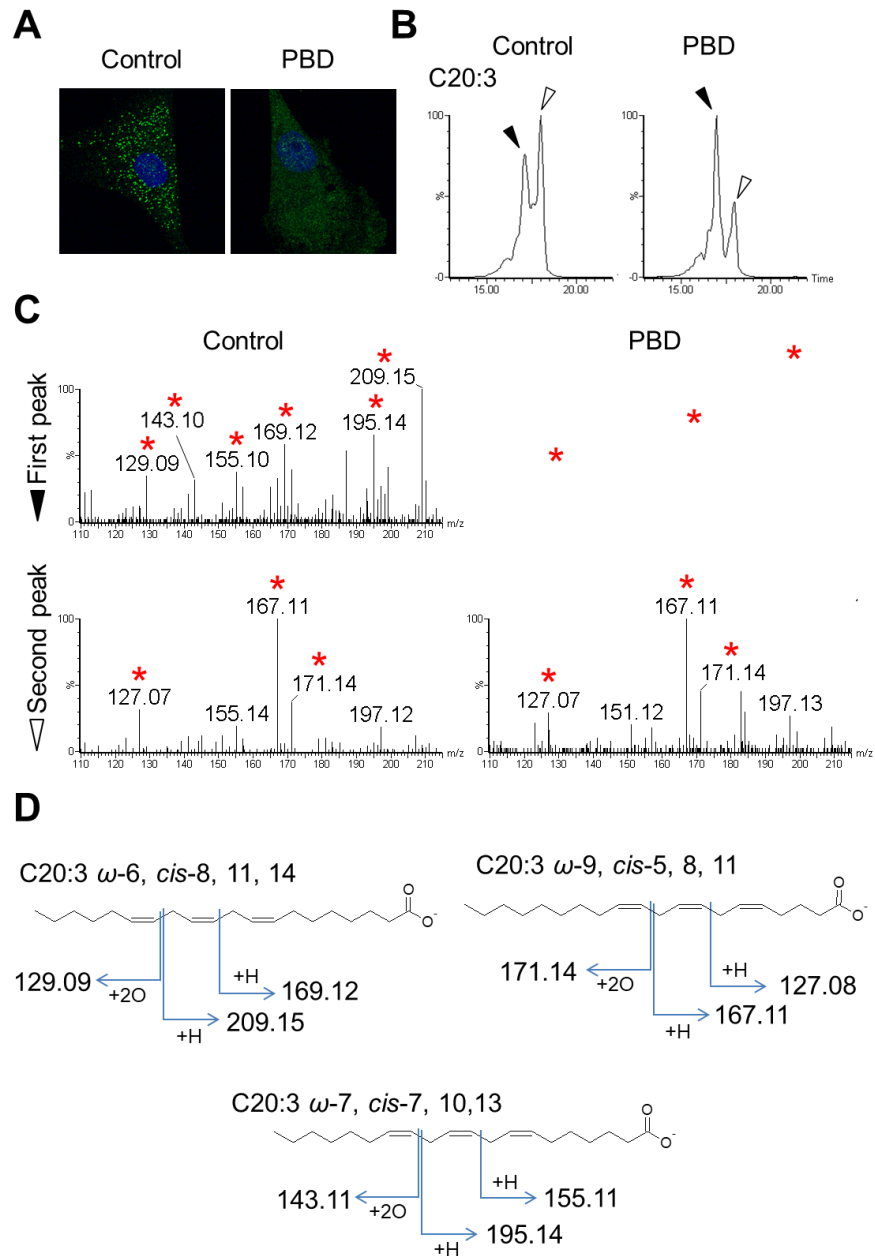 A
Control
PBD
B
Control
PBD
C20:3
100
%
-0
15.00
20.00
100
%
-0
15.00
20.00
Time
C
Control
PBD
First peak
100
%
0
129.09
*
143.10
*
155.10
*
169.12
*
195.14
*
209.15
*
110 120 130 140 150 160 170 180 190 200 210
m/z
*
*
*
Second peak
100
%
0
127.07
*
155.14
167.11
*
171.14
*
197.12
110 120 130 140 150 160 170 180 190 200 210
m/z
100
%
0
127.07
*
151.12
167.11
*
171.14
*
197.13
110 120 130 140 150 160 170 180 190 200 210
m/z
D
C20:3 ω-6, cis-8, 11, 14
O
O-
129.09
+2O
+H
169.12
+H
209.15
C20:3 ω-9, cis-5, 8, 11
O
O-
171.14
+2O
+H
127.08
+H
167.11
C20:3 ω-7, cis-7, 10,13
O
O-
143.11
+2O
+H
155.11
+H
195.14